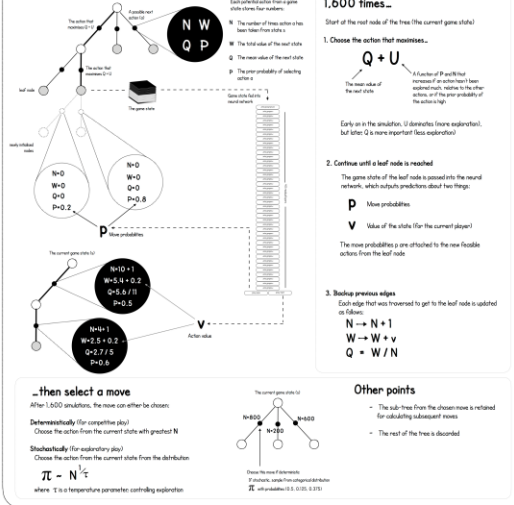 1,600 times...
Start at the root node of the tree (the current game state)
1. Choose the action that maximises...
Q + U
The mean value of
the next state
A function of P and N that
increases if an action hasn't been
explored much, relative to the other
actions, or if the prior probability of
the action is high
Early on in the simulation, U dominates (more exploration),
but later, Q is more important (less exploration)
2. Continue until a leaf node is reached
The game state of the leaf node is passed into the neural
network, which outputs predictions about two things:
p Move probabilities
v Value of the state (for the current player)
The move probabilities p are attached to the new feasible
actions from the leaf node
3. Backup previous edges
Each edge that was traversed to get to the leaf node is updated
as follows:
N → N + 1
W → W + v
Q = W / N
Each potential action from a game
state stores four numbers:
N The number of times action a has
been taken from state s
W The total value of the next state
Q The mean value of the next state
P The prior probability of selecting
action a
A possible next
action (a)
The action that
maximises Q + U
N W
Q P
The action that
maximises Q + U
leaf node
The game state
Game state fed into
neural network
newly initialised
nodes
N=0
W=0
Q=0
P=0.2
N=0
W=0
Q=0
P=0.8
p Move probabilities
The current game state (s)
N=10 + 1
W=5.4 + 0.2
Q=5.6 / 11
P=0.5
N=4+ 1
W=2.5 + 0.2
Q=2.7 / 5
P=0.6
v
Action value
...then select a move
After 1,600 simulations, the move can either be chosen:
Deterministically (for competitive play)
Choose the action from the current state with greatest N
Stochastically (for exploratory play)
Choose the action from the current state from the distribution
π ~ N^1/τ
where τ is a temperature parameter, controlling exploration
The current game state (s)
N=800
N=200
N=600
Choose this move if deterministic
If stochastic, sample from categorical distribution
π with probabilities (0.5, 0.125, 0.375)
Other points
- The sub-tree from the chosen move is retained
for calculating subsequent moves
- The rest of the tree is discarded